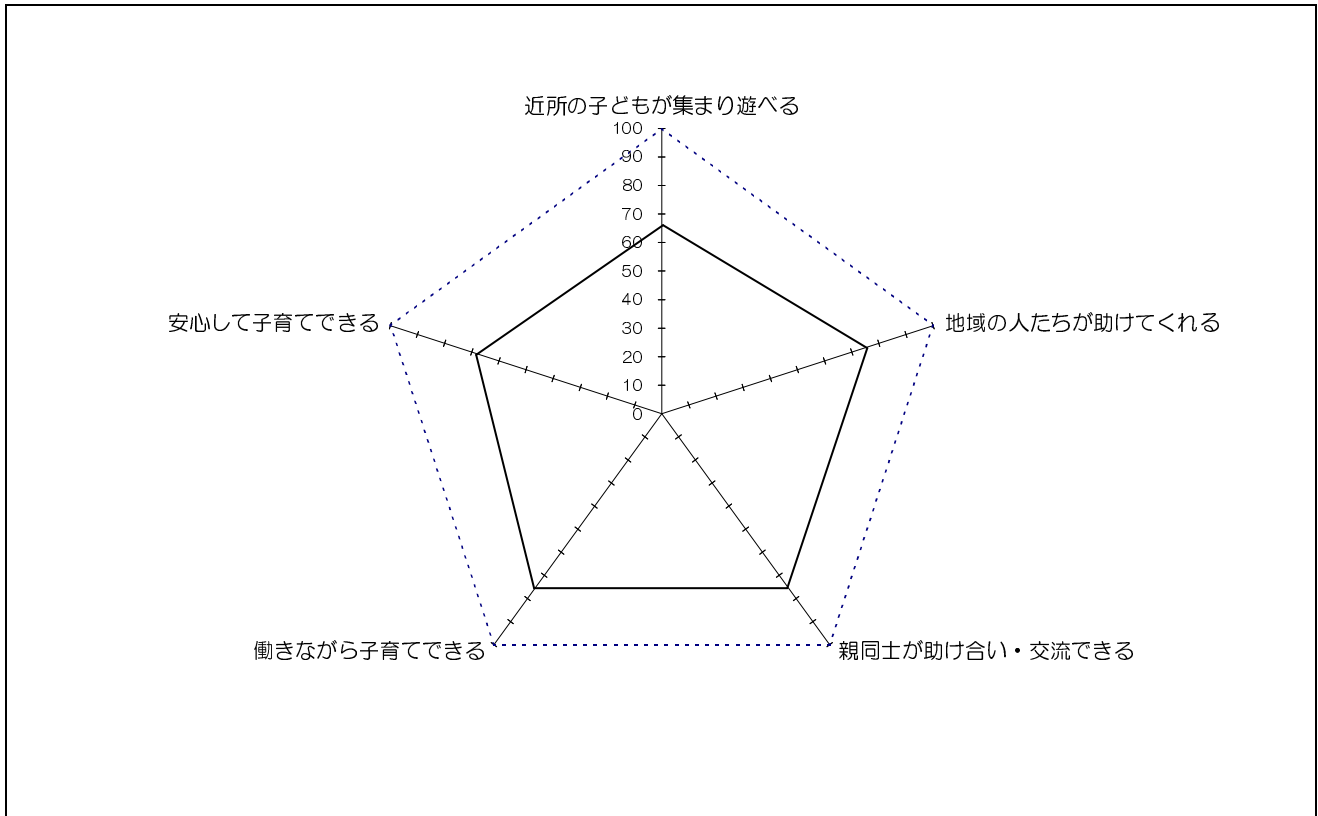 近所の子どもが集まり遊べる
100
90
80
70
60
50
40
30
20
10
0
安心して子育てできる
地域の人たちが助けてくれる
働きながら子育てできる
親同士が助け合い・交流できる